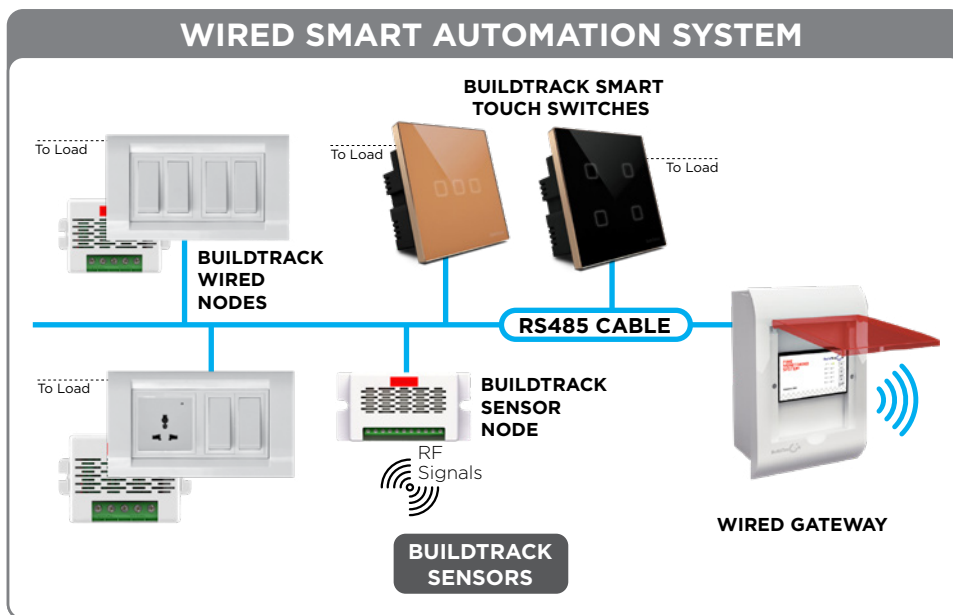 WIRED SMART AUTOMATION SYSTEM
BUILDTRACK SMART
TOUCH SWITCHES
To Load
To Load
To Load
BUILDTRACK
WIRED
NODES
RS485 CABLE
To Load
BUILDTRACK
SENSOR
NODE
RF
Signals
WIRED GATEWAY
BUILDTRACK
SENSORS